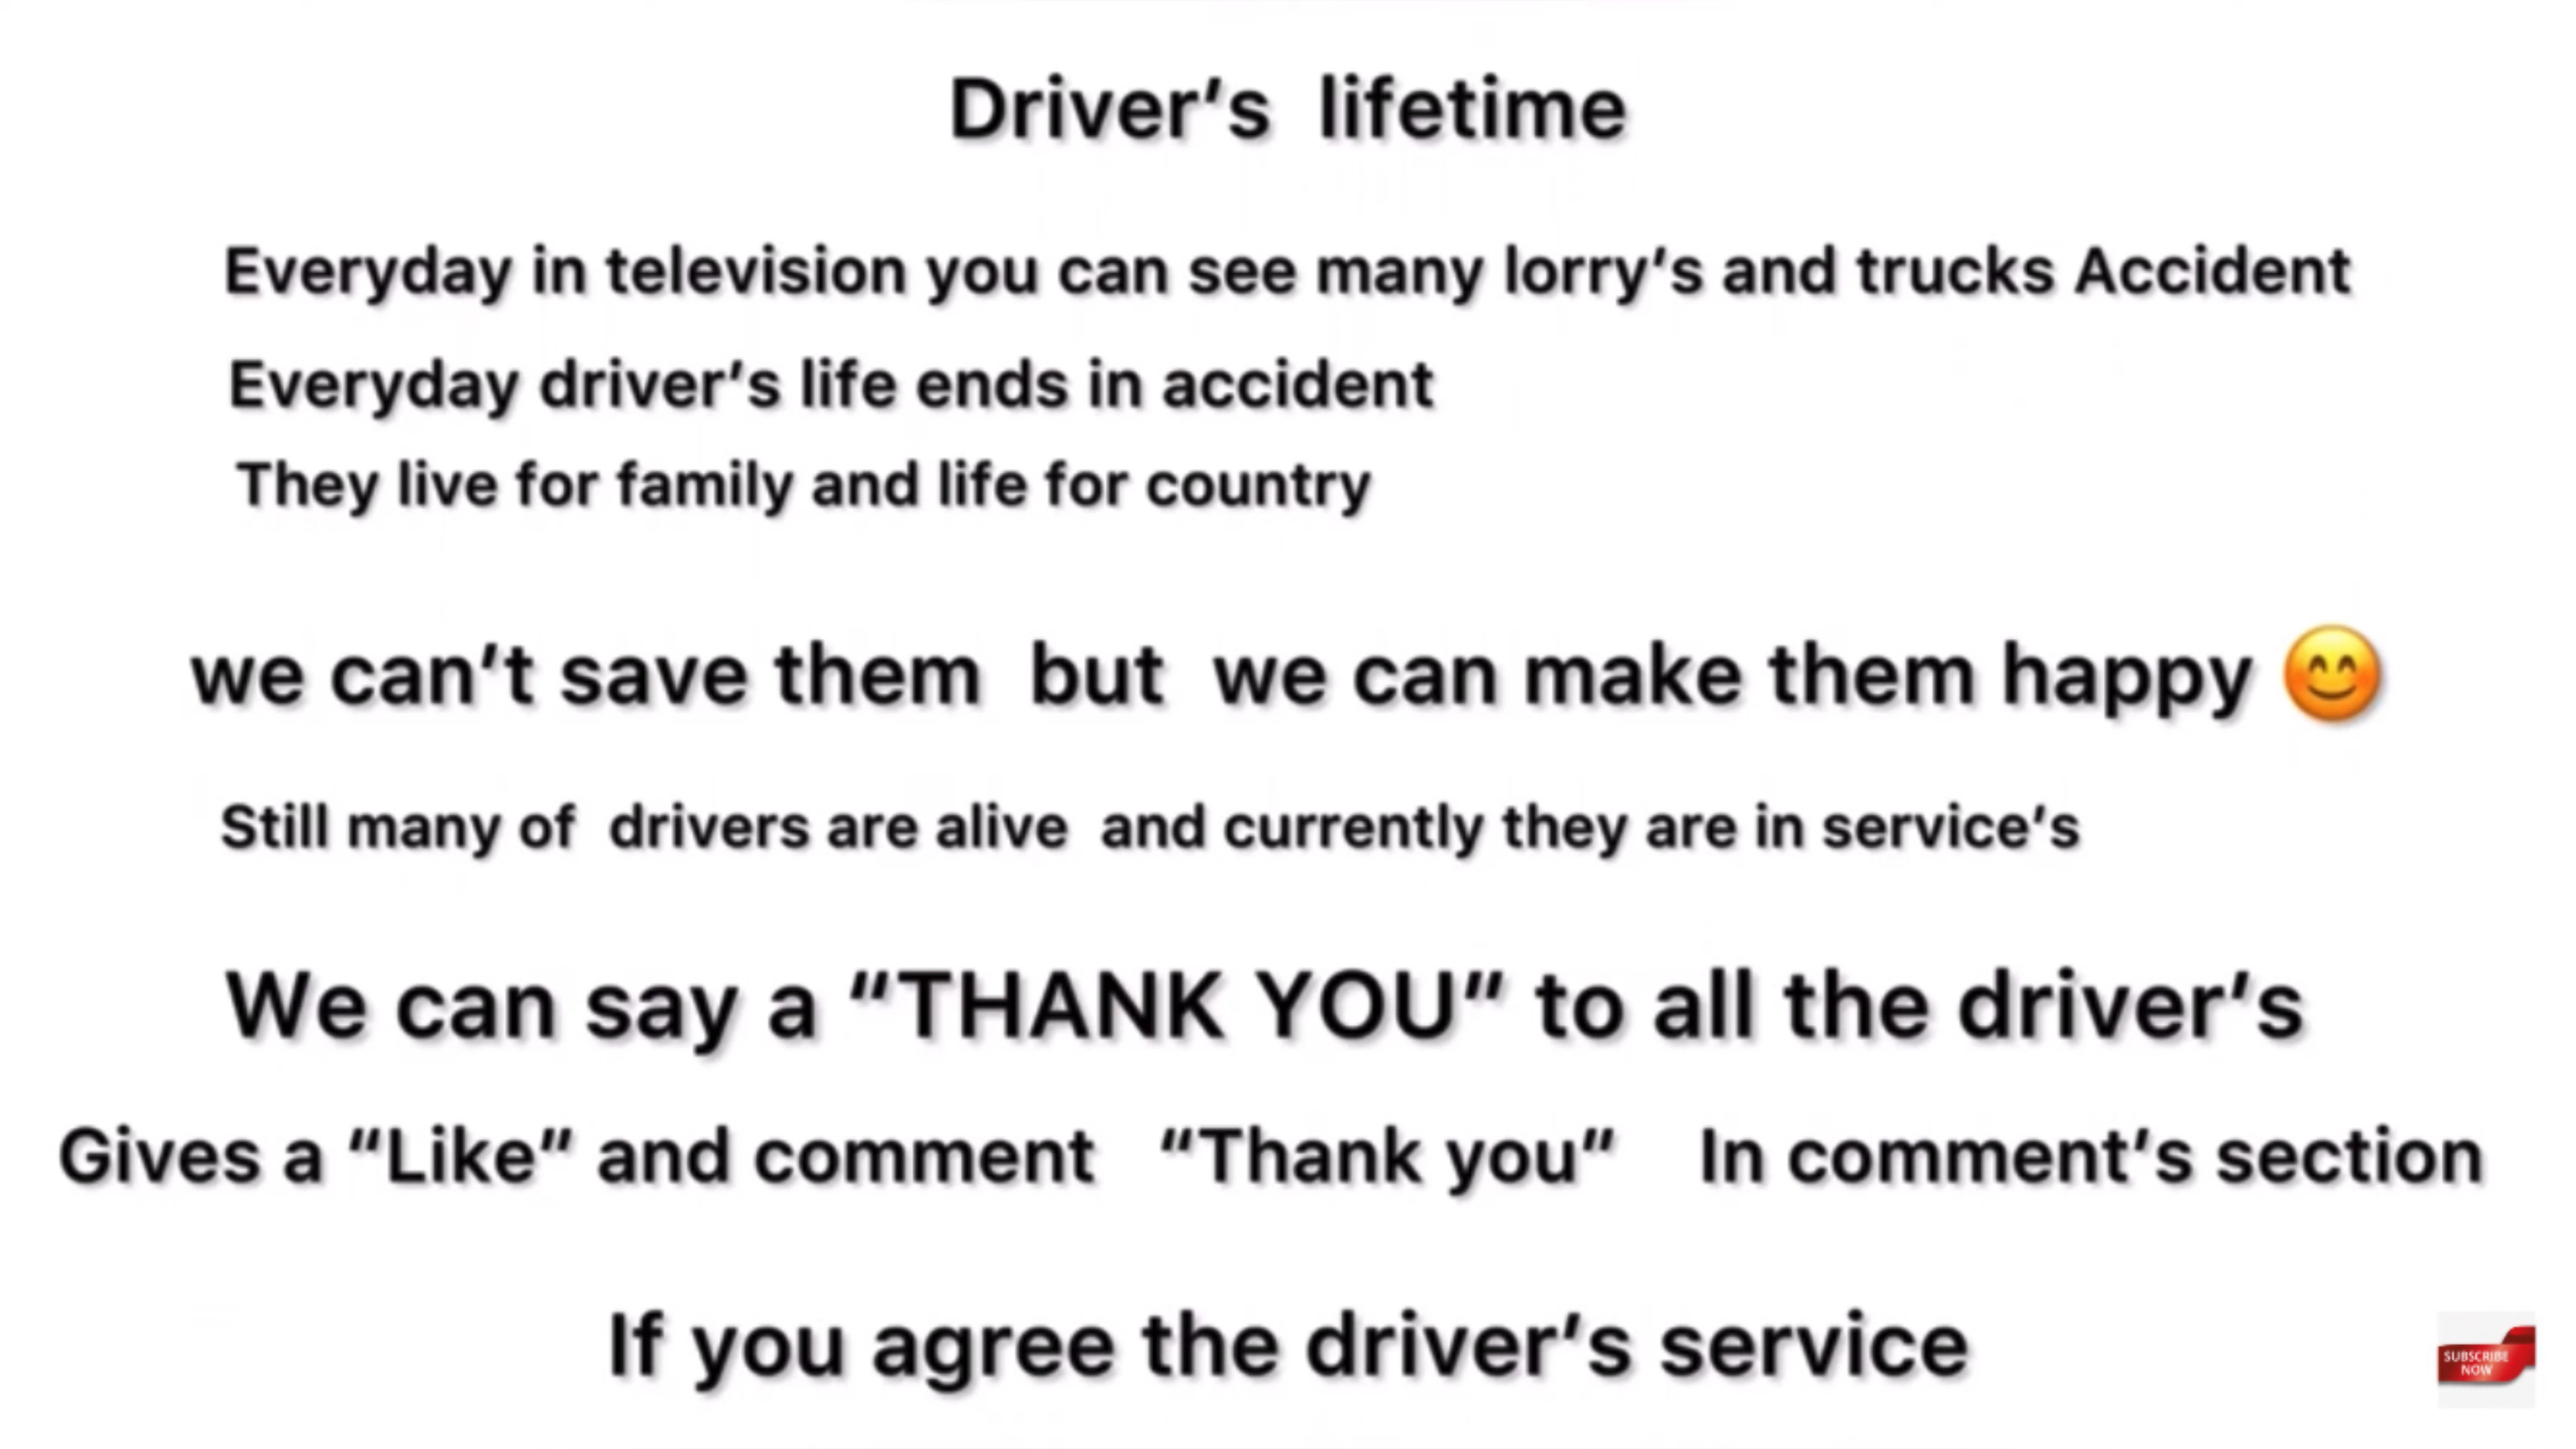 Driver’s lifetime
Everyday in television you can see many lorry’s and trucks Accident
Everyday driver’s life ends in accident
They live for family and life for country
we can’t save them but we can make them happy 😊
Still many of drivers are alive and currently they are in service’s
We can say a “THANK YOU” to all the driver’s
Gives a “Like” and comment “Thank you” In comment’s section
If you agree the driver’s service
SUBSCRIBE
NOW